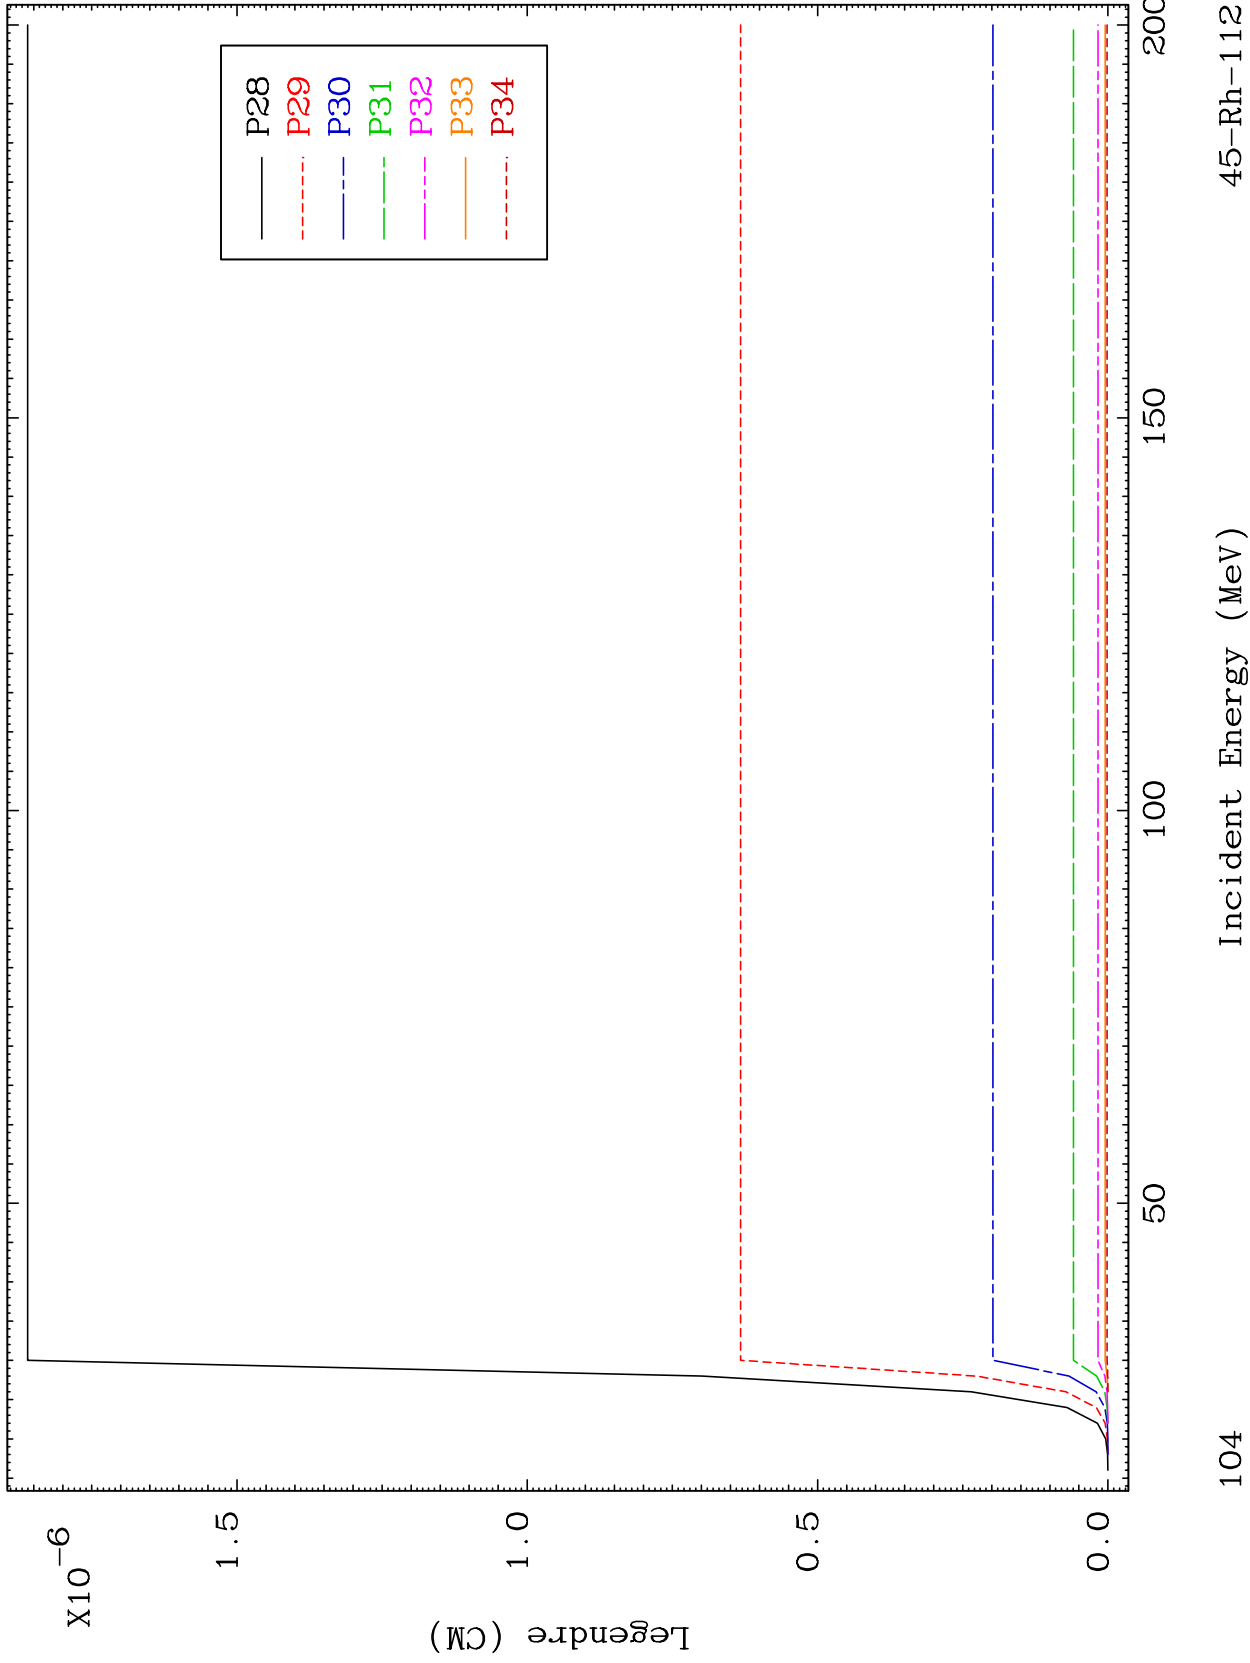 X10-6
1.5
1.0
0.5
0.0
Legendre (CM)
P28
P29
P30
P31
P32
P33
P34
50
100
150
200
Incident Energy (MeV)
104
45-Rh-112